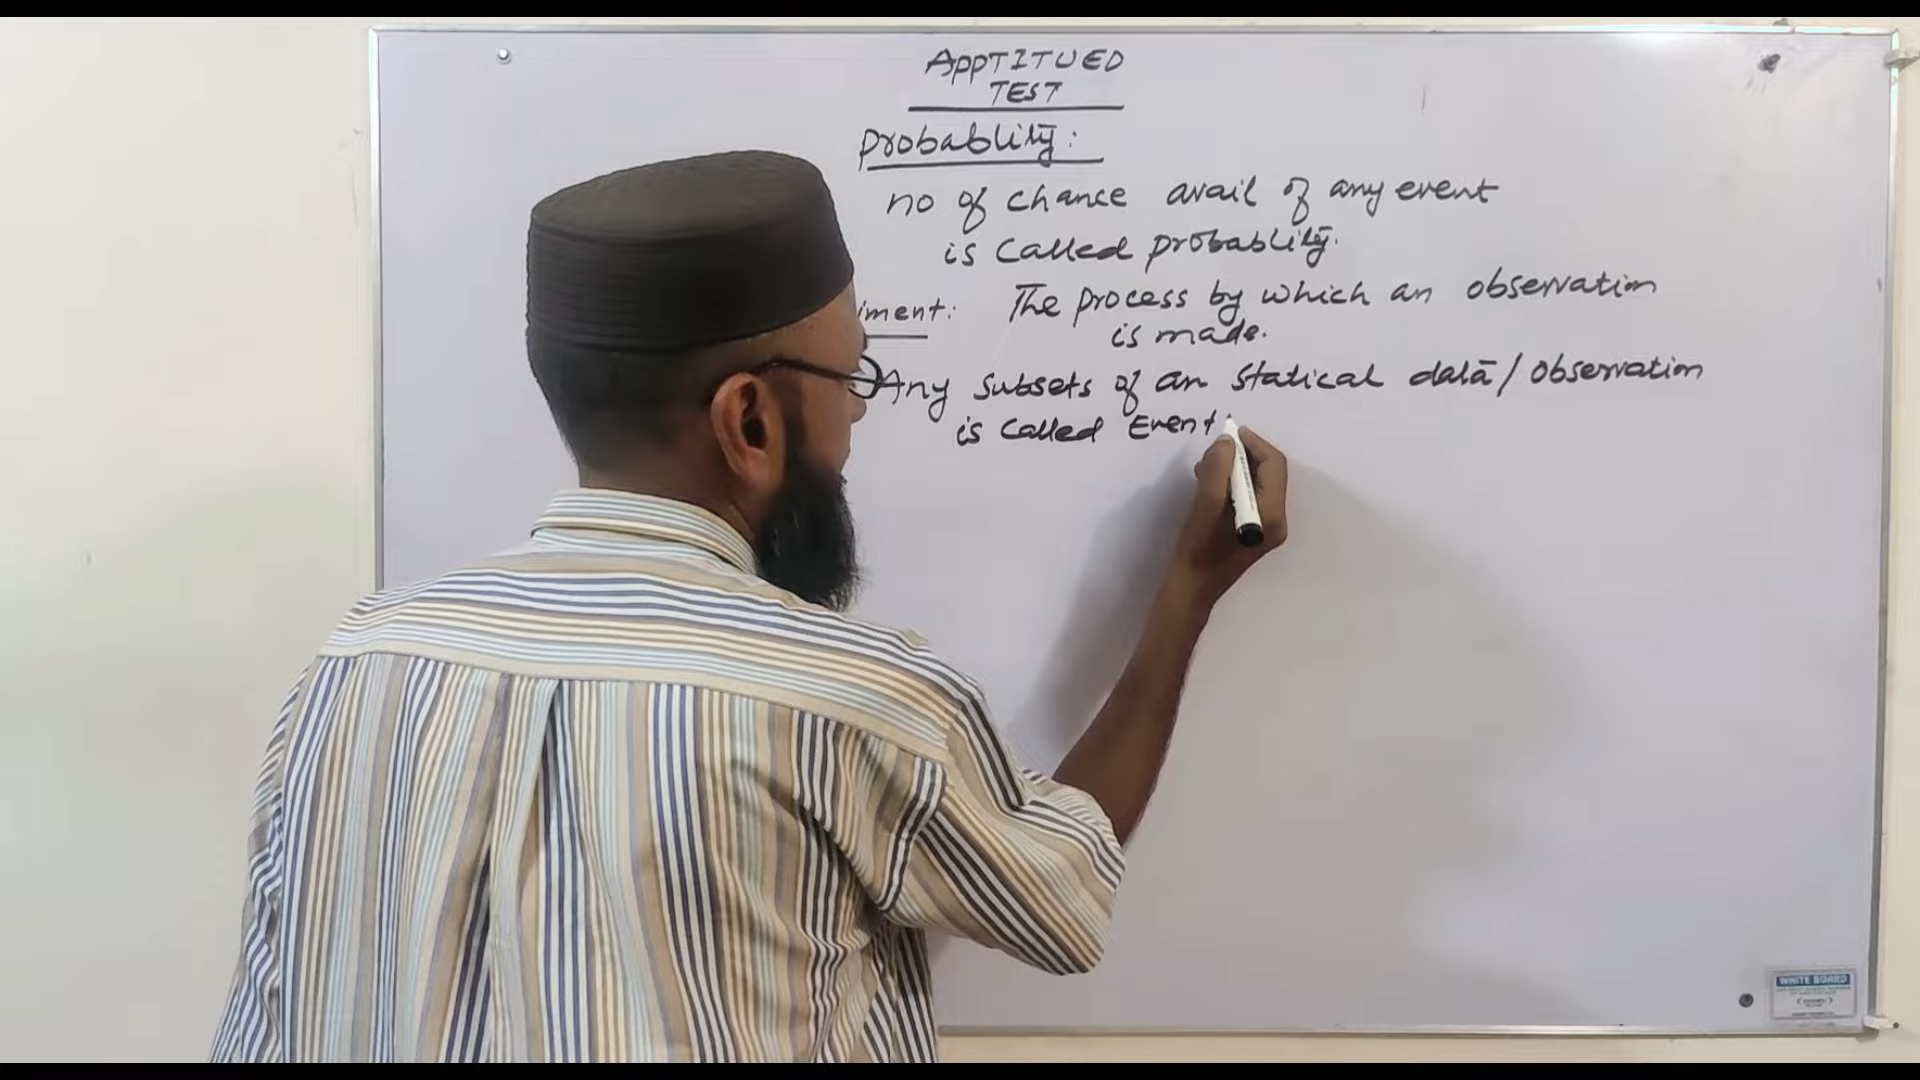 APPTITUED
TEST
Probablity:
no of chance avail of any event
is called probablity.
iment: The process by which an observation
is made.
Any subsets of an statical data/observation
is called Event
WHITE BOARD